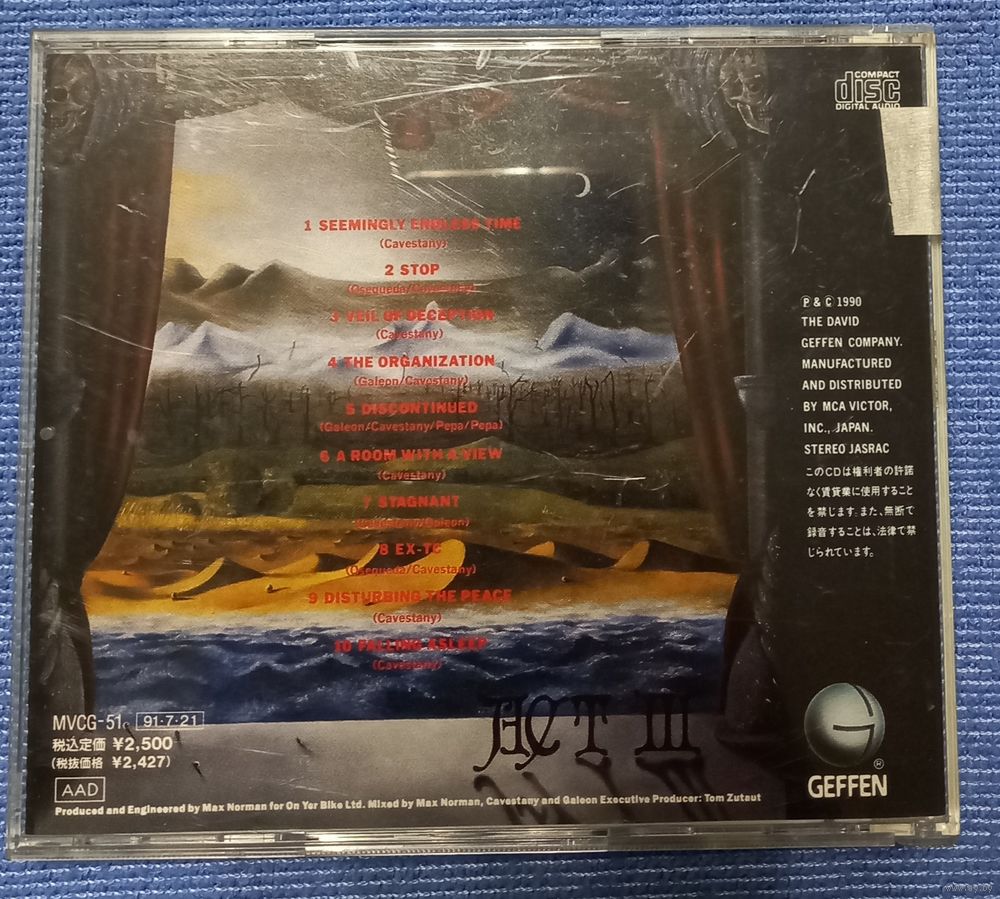 COMPACT
disc
DIGITAL AUDIO
1 SEEMINGLY ENDLESS TIME
(Cavestany)
2 STOP
(Osequeda/Cavestany)
3 VEIL OF DECEPTION
(Cavestany)
4 THE ORGANIZATION
(Galeon/Cavestany)
5 DISCONTINUED
(Galeon/Cavestany/Pepa/Pepa)
6 A ROOM WITH A VIEW
(Cavestany)
7 STAGNANT
(Cavestany/Galeon)
8 EX-TC
(Osequeda/Cavestany)
9 DISTURBING THE PEACE
(Cavestany)
10 FALLING ASLEEP
(Cavestany)
Ⓟ & Ⓒ 1990
THE DAVID
GEFFEN COMPANY.
MANUFACTURED
AND DISTRIBUTED
BY MCA VICTOR,
INC., JAPAN.
STEREO JASRAC
このCDは権利者の許諾
なく賃貸業に使用すること
を禁じます。また、無断で
録音することは、法律で禁
じられています。
ACT III
MVCG-51 91・7・21
税込定価 ¥2,500
(税抜価格 ¥2,427)
AAD
Produced and Engineered by Max Norman for On Yer Bike Ltd. Mixed by Max Norman, Cavestany and Galeon Executive Producer: Tom Zutaut
G
®
GEFFEN